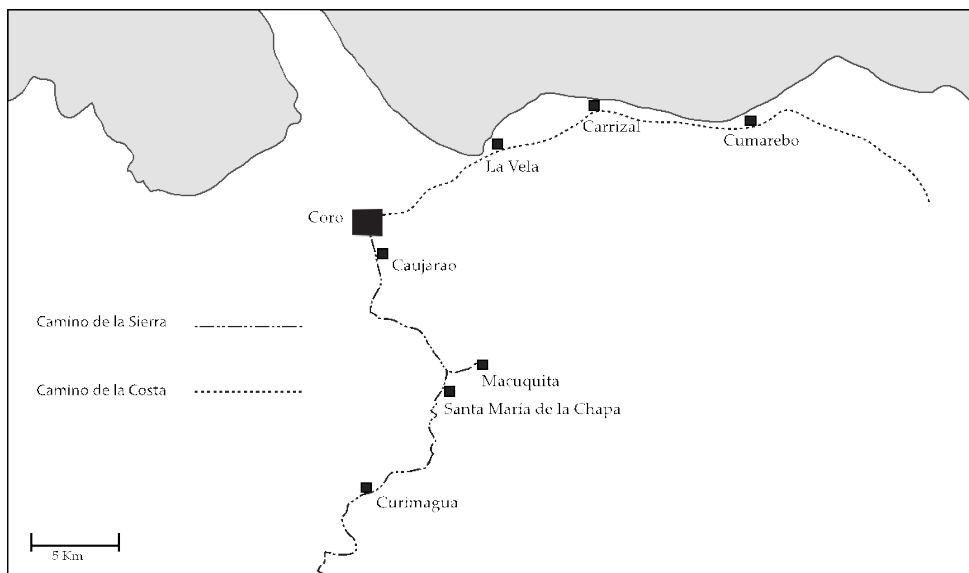 Carrizal
Cumarebo
La Vela
Coro
Caujarao
Camino de la Sierra
Macuquita
Camino de la Costa
Santa María de la Chapa
Curimagua
5 Km